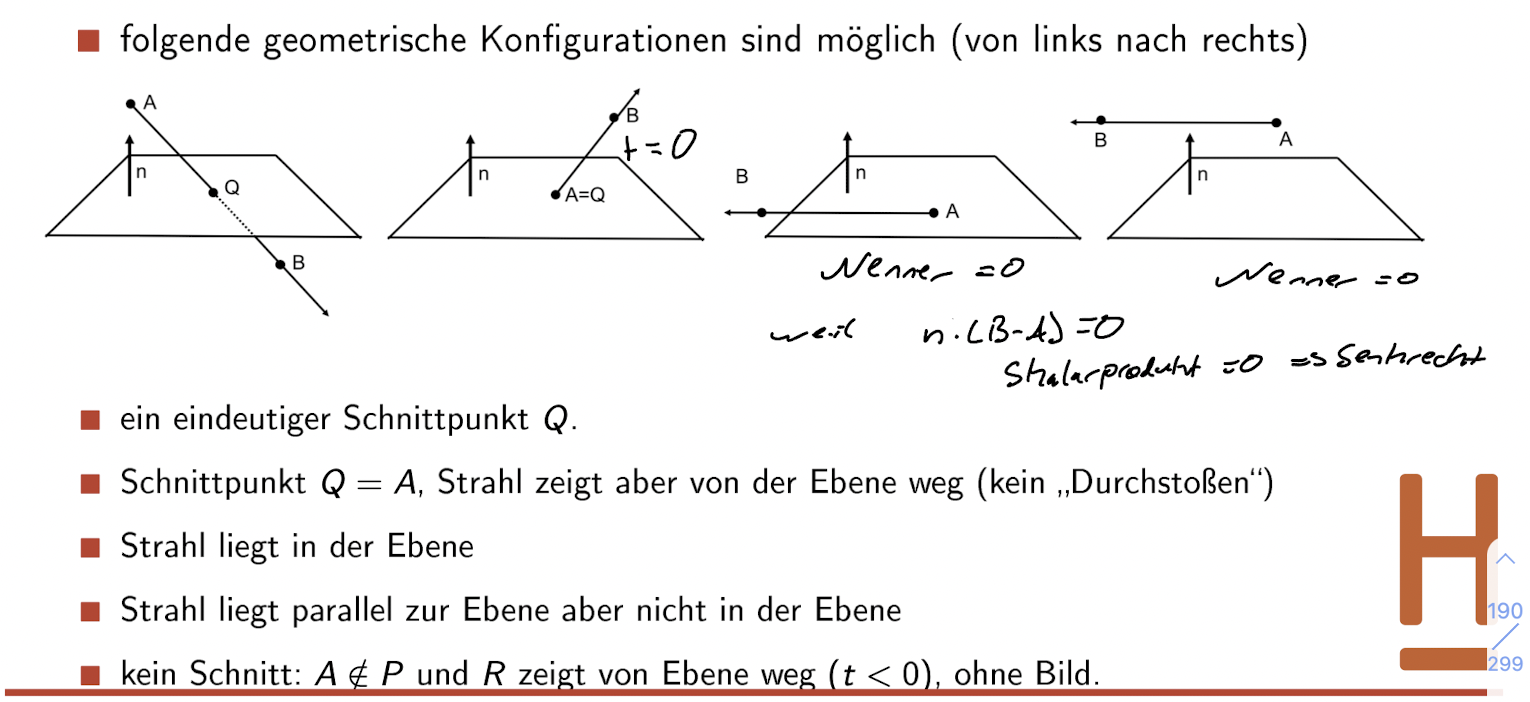 ■ folgende geometrische Konfigurationen sind möglich (von links nach rechts)
A
n
Q
B
B
t = 0
n
A=Q
B
n
A
B
A
n
Nenner = 0
Nenner = 0
weil n · (B-A) = 0
Skalarprodukt = 0 => Senkrecht
■ ein eindeutiger Schnittpunkt Q.
■ Schnittpunkt Q = A, Strahl zeigt aber von der Ebene weg (kein „Durchstoßen“)
■ Strahl liegt in der Ebene
■ Strahl liegt parallel zur Ebene aber nicht in der Ebene
■ kein Schnitt: A ∉ P und R zeigt von Ebene weg (t < 0), ohne Bild.
H
190
299